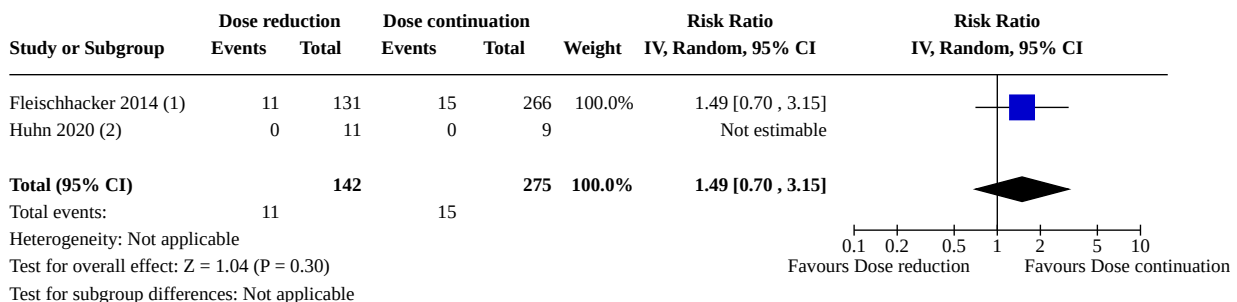 Dose reduction Dose continuation Risk Ratio Risk Ratio
Study or Subgroup Events Total Events Total Weight IV, Random, 95% CI IV, Random, 95% CI
Fleischhacker 2014 (1) 11 131 15 266 100.0% 1.49 [0.70 , 3.15]
Huhn 2020 (2) 0 11 0 9 Not estimable
Total (95% CI) 142 275 100.0% 1.49 [0.70 , 3.15]
Total events: 11 15
Heterogeneity: Not applicable
0.1 0.2 0.5 1 2 5 10
Test for overall effect: Z = 1.04 (P = 0.30) Favours Dose reduction Favours Dose continuation
Test for subgroup differences: Not applicable